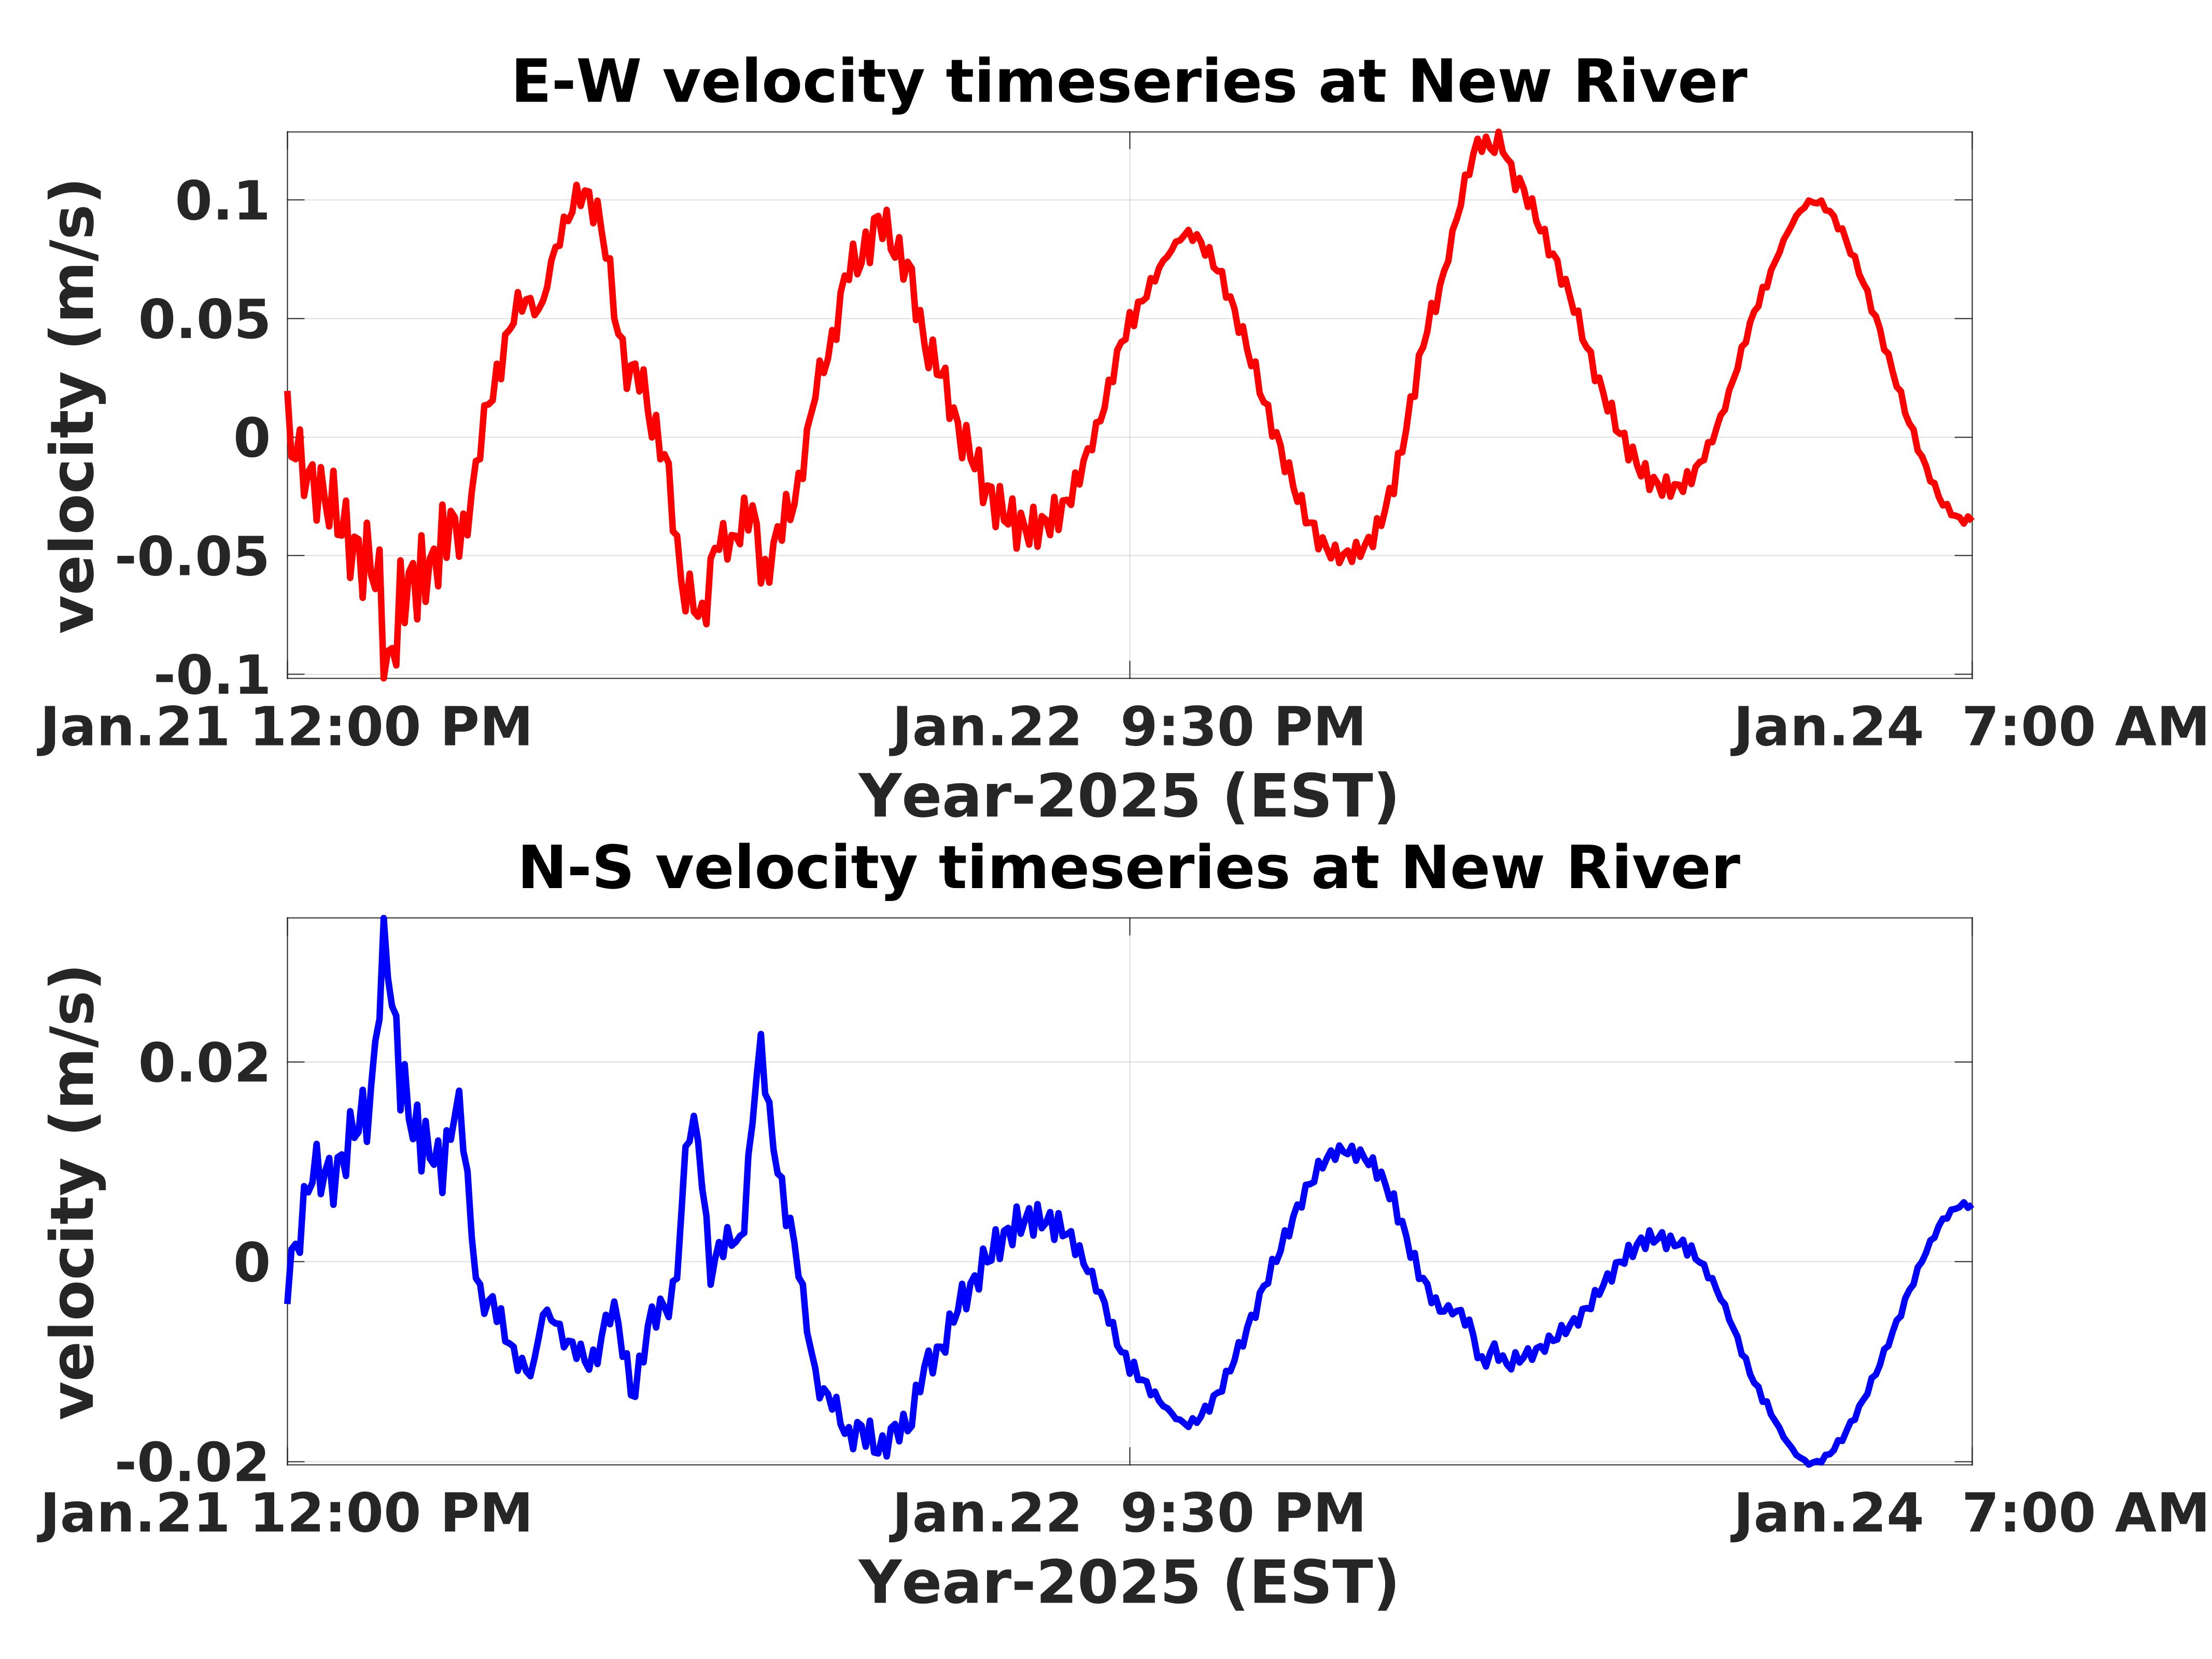 E-W velocity timeseries at New River
velocity (m/s)
0.1
0.05
0
-0.05
-0.1
Jan.21 12:00 PM Jan.22 9:30 PM Jan.24 7:00 AM
Year-2025 (EST)
N-S velocity timeseries at New River
velocity (m/s)
0.02
0
-0.02
Jan.21 12:00 PM Jan.22 9:30 PM Jan.24 7:00 AM
Year-2025 (EST)